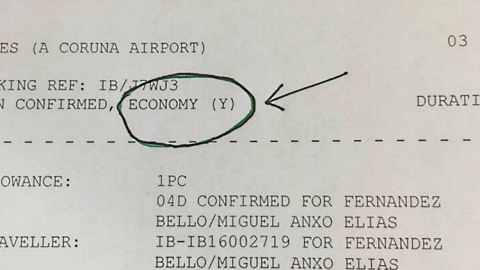 ES (A CORUNA AIRPORT) 03
KING REF: IB/J7WJ3
N CONFIRMED, ECONOMY (Y) DURATI
OWANCE: 1PC
04D CONFIRMED FOR FERNANDEZ
BELLO/MIGUEL ANXO ELIAS
AVELLER: IB-IB16002719 FOR FERNANDEZ
BELLO/MIGUEL ANXO ELIAS